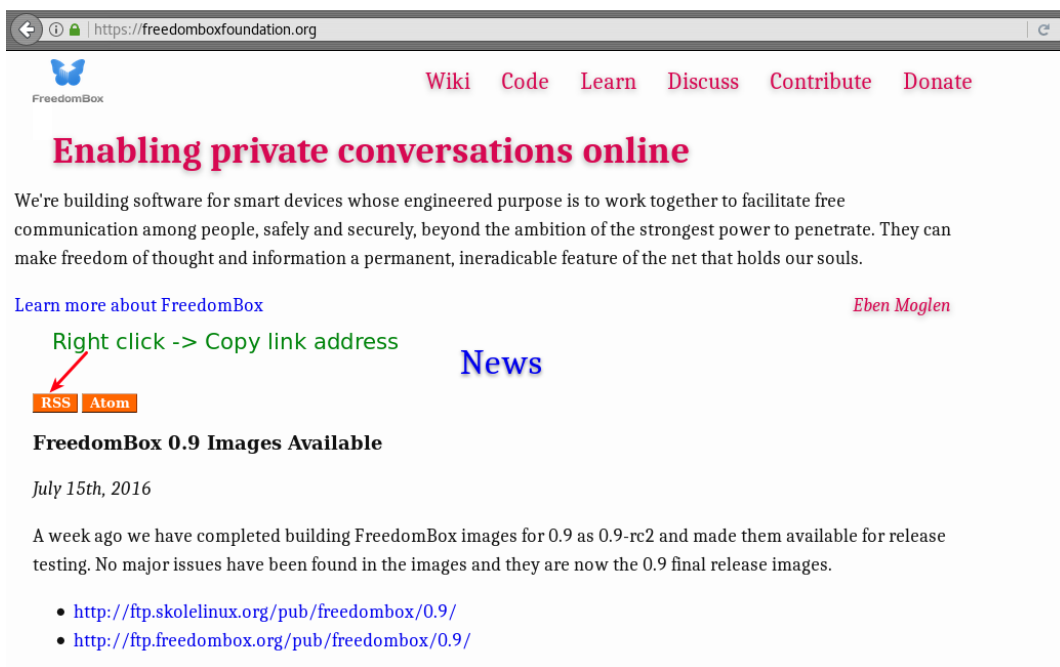 https://freedomboxfoundation.org
FreedomBox
Wiki Code Learn Discuss Contribute Donate
Enabling private conversations online
We're building software for smart devices whose engineered purpose is to work together to facilitate free
communication among people, safely and securely, beyond the ambition of the strongest power to penetrate. They can
make freedom of thought and information a permanent, ineradicable feature of the net that holds our souls.
Learn more about FreedomBox Eben Moglen
Right click -> Copy link address
News
RSS Atom
FreedomBox 0.9 Images Available
July 15th, 2016
A week ago we have completed building FreedomBox images for 0.9 as 0.9-rc2 and made them available for release
testing. No major issues have been found in the images and they are now the 0.9 final release images.
• http://ftp.skolelinux.org/pub/freedombox/0.9/
• http://ftp.freedombox.org/pub/freedombox/0.9/